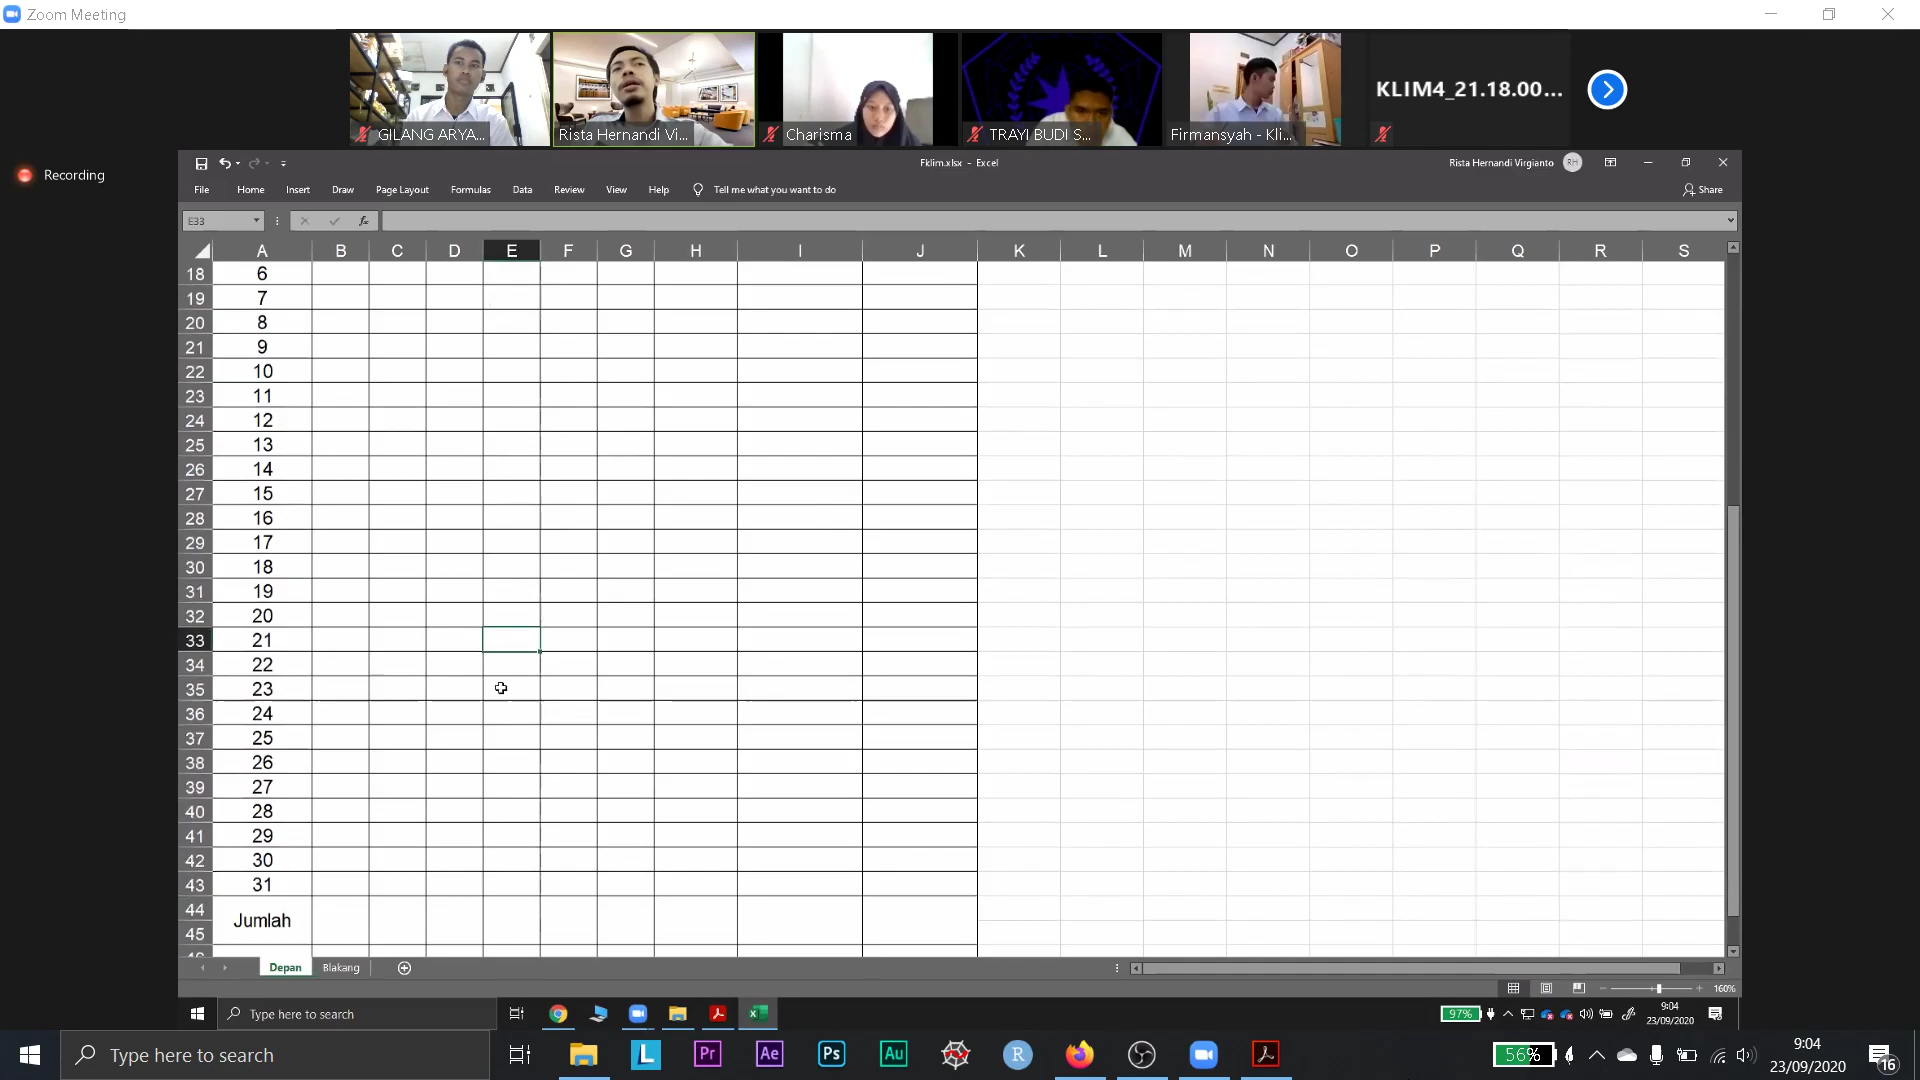 Zoom Meeting
GILANG ARYA...
Rista Hernandi Vi...
Charisma
TRAYI BUDI S...
Firmansyah - Kli...
KLIM4_21.18.00...
Recording
Fklim.xlsx - Excel
Rista Hernandi Virgianto
RH
File Home Insert Draw Page Layout Formulas Data Review View Help Tell me what you want to do
Share
E33
fx
A B C D E F G H I J K L M N O P Q R S
18 6
19 7
20 8
21 9
22 10
23 11
24 12
25 13
26 14
27 15
28 16
29 17
30 18
31 19
32 20
33 21
34 22
35 23
36 24
37 25
38 26
39 27
40 28
41 29
42 30
43 31
44
Jumlah
45
Depan Blakang
160%
Type here to search
97%
9:04
23/09/2020
Type here to search
L Pr Ae Ps Au R
56%
9:04
23/09/2020
16